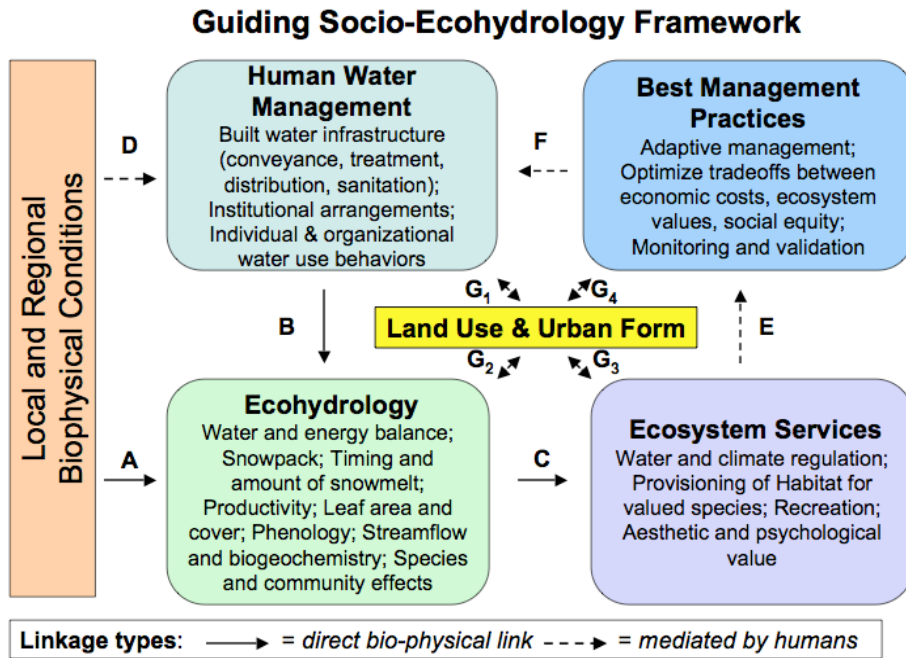 Guiding Socio-Ecohydrology Framework
Local and Regional
Biophysical Conditions
D
Human Water
Management
Built water infrastructure
(conveyance, treatment,
distribution, sanitation);
Institutional arrangements;
Individual & organizational
water use behaviors
F
Best Management
Practices
Adaptive management;
Optimize tradeoffs between
economic costs, ecosystem
values, social equity;
Monitoring and validation
B
G1
G4
Land Use & Urban Form
G2
G3
E
A
Ecohydrology
Water and energy balance;
Snowpack; Timing and
amount of snowmelt;
Productivity; Leaf area and
cover; Phenology; Streamflow
and biogeochemistry; Species
and community effects
C
Ecosystem Services
Water and climate regulation;
Provisioning of Habitat for
valued species; Recreation;
Aesthetic and psychological
value
Linkage types: = direct bio-physical link = mediated by humans